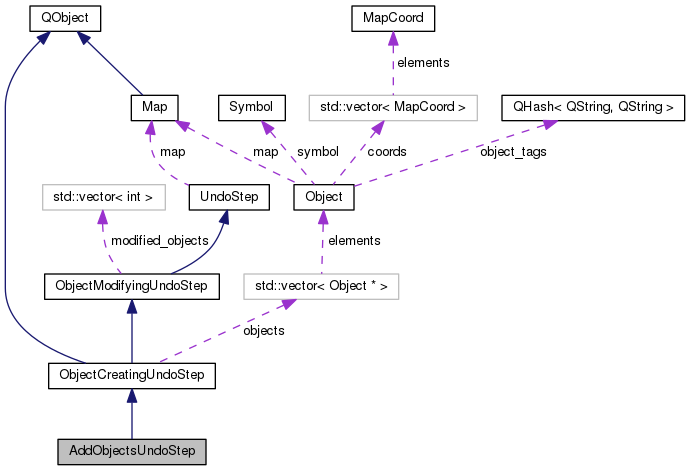 QObject
MapCoord
elements
Map
Symbol
std::vector< MapCoord >
QHash< QString, QString >
map
map
symbol
coords
object_tags
std::vector< int >
UndoStep
Object
modified_objects
elements
ObjectModifyingUndoStep
std::vector< Object * >
objects
ObjectCreatingUndoStep
AddObjectsUndoStep